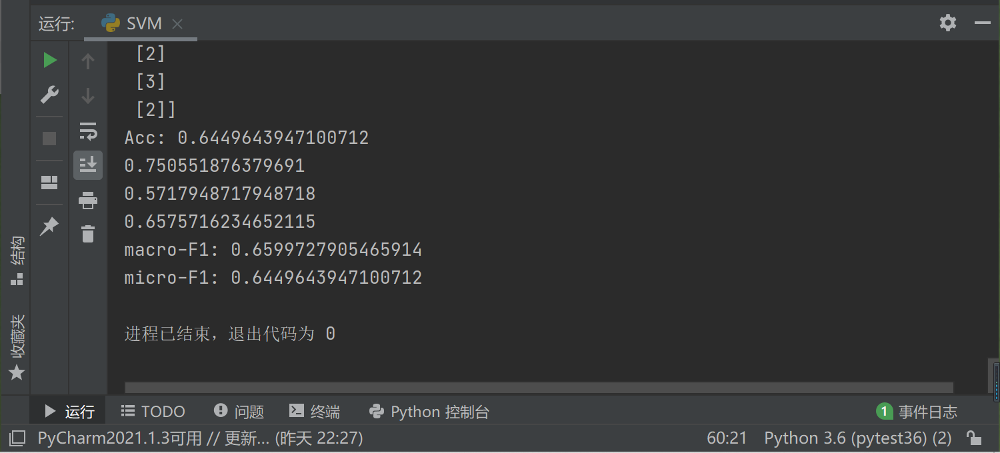 运行: SVM
[2]
[3]
[2]]
Acc: 0.6449643947100712
0.750551876379691
0.5717948717948718
0.6575716234652115
macro-F1: 0.6599727905465914
micro-F1: 0.6449643947100712
进程已结束，退出代码为 0
结构
收藏夹
运行 TODO 问题 终端 Python 控制台 1 事件日志
PyCharm2021.1.3可用 // 更新... (昨天 22:27) 60:21 Python 3.6 (pytest36) (2)